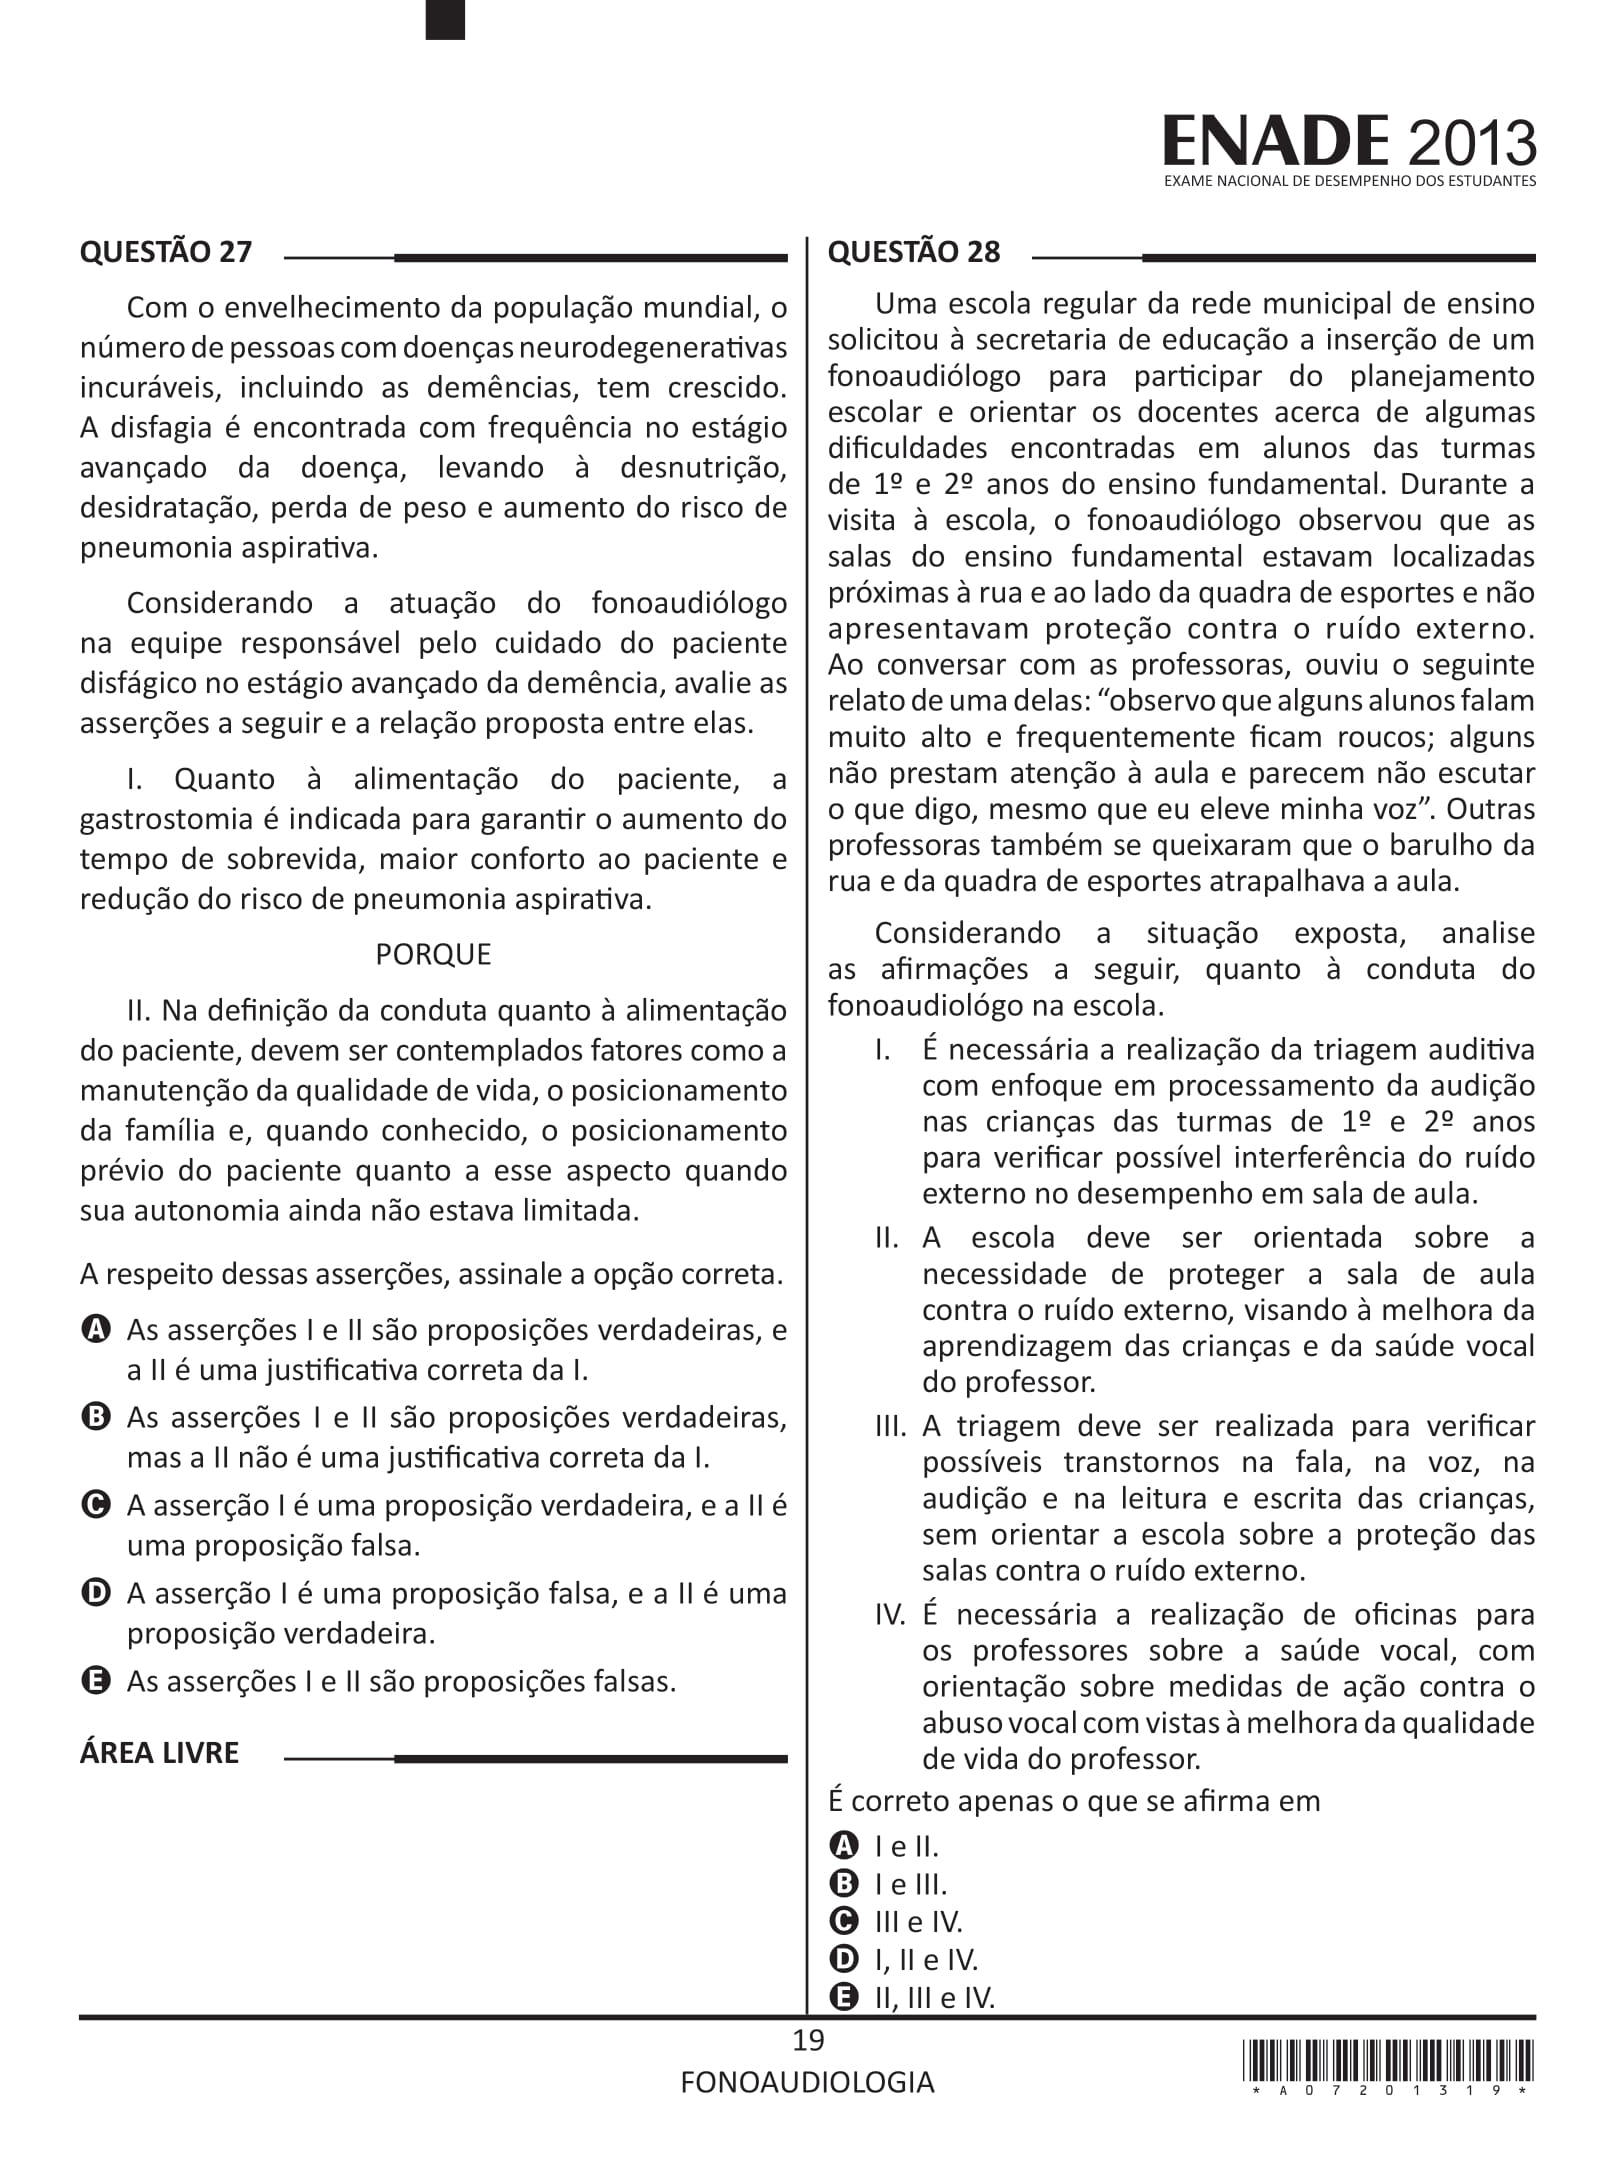 ENADE 2013
EXAME NACIONAL DE DESEMPENHO DOS ESTUDANTES
QUESTÃO 27
Com o envelhecimento da população mundial, o
número de pessoas com doenças neurodegenerativas
incuráveis, incluindo as demências, tem crescido.
A disfagia é encontrada com frequência no estágio
avançado da doença, levando à desnutrição,
desidratação, perda de peso e aumento do risco de
pneumonia aspirativa.
Considerando a atuação do fonoaudiólogo
na equipe responsável pelo cuidado do paciente
disfágico no estágio avançado da demência, avalie as
asserções a seguir e a relação proposta entre elas.
I. Quanto à alimentação do paciente, a
gastrostomia é indicada para garantir o aumento do
tempo de sobrevida, maior conforto ao paciente e
redução do risco de pneumonia aspirativa.
PORQUE
II. Na definição da conduta quanto à alimentação
do paciente, devem ser contemplados fatores como a
manutenção da qualidade de vida, o posicionamento
da família e, quando conhecido, o posicionamento
prévio do paciente quanto a esse aspecto quando
sua autonomia ainda não estava limitada.
A respeito dessas asserções, assinale a opção correta.
A As asserções I e II são proposições verdadeiras, e
a II é uma justificativa correta da I.
B As asserções I e II são proposições verdadeiras,
mas a II não é uma justificativa correta da I.
C A asserção I é uma proposição verdadeira, e a II é
uma proposição falsa.
D A asserção I é uma proposição falsa, e a II é uma
proposição verdadeira.
E As asserções I e II são proposições falsas.
ÁREA LIVRE
QUESTÃO 28
Uma escola regular da rede municipal de ensino
solicitou à secretaria de educação a inserção de um
fonoaudiólogo para participar do planejamento
escolar e orientar os docentes acerca de algumas
dificuldades encontradas em alunos das turmas
de 1º e 2º anos do ensino fundamental. Durante a
visita à escola, o fonoaudiólogo observou que as
salas do ensino fundamental estavam localizadas
próximas à rua e ao lado da quadra de esportes e não
apresentavam proteção contra o ruído externo.
Ao conversar com as professoras, ouviu o seguinte
relato de uma delas: “observo que alguns alunos falam
muito alto e frequentemente ficam roucos; alguns
não prestam atenção à aula e parecem não escutar
o que digo, mesmo que eu eleve minha voz”. Outras
professoras também se queixaram que o barulho da
rua e da quadra de esportes atrapalhava a aula.
Considerando a situação exposta, analise
as afirmações a seguir, quanto à conduta do
fonoaudiológo na escola.
I. É necessária a realização da triagem auditiva
com enfoque em processamento da audição
nas crianças das turmas de 1º e 2º anos
para verificar possível interferência do ruído
externo no desempenho em sala de aula.
II. A escola deve ser orientada sobre a
necessidade de proteger a sala de aula
contra o ruído externo, visando à melhora da
aprendizagem das crianças e da saúde vocal
do professor.
III. A triagem deve ser realizada para verificar
possíveis transtornos na fala, na voz, na
audição e na leitura e escrita das crianças,
sem orientar a escola sobre a proteção das
salas contra o ruído externo.
IV. É necessária a realização de oficinas para
os professores sobre a saúde vocal, com
orientação sobre medidas de ação contra o
abuso vocal com vistas à melhora da qualidade
de vida do professor.
É correto apenas o que se afirma em
A I e II.
B I e III.
C III e IV.
D I, II e IV.
E II, III e IV.
19
FONOAUDIOLOGIA
* A 0 7 2 0 1 3 1 9 *